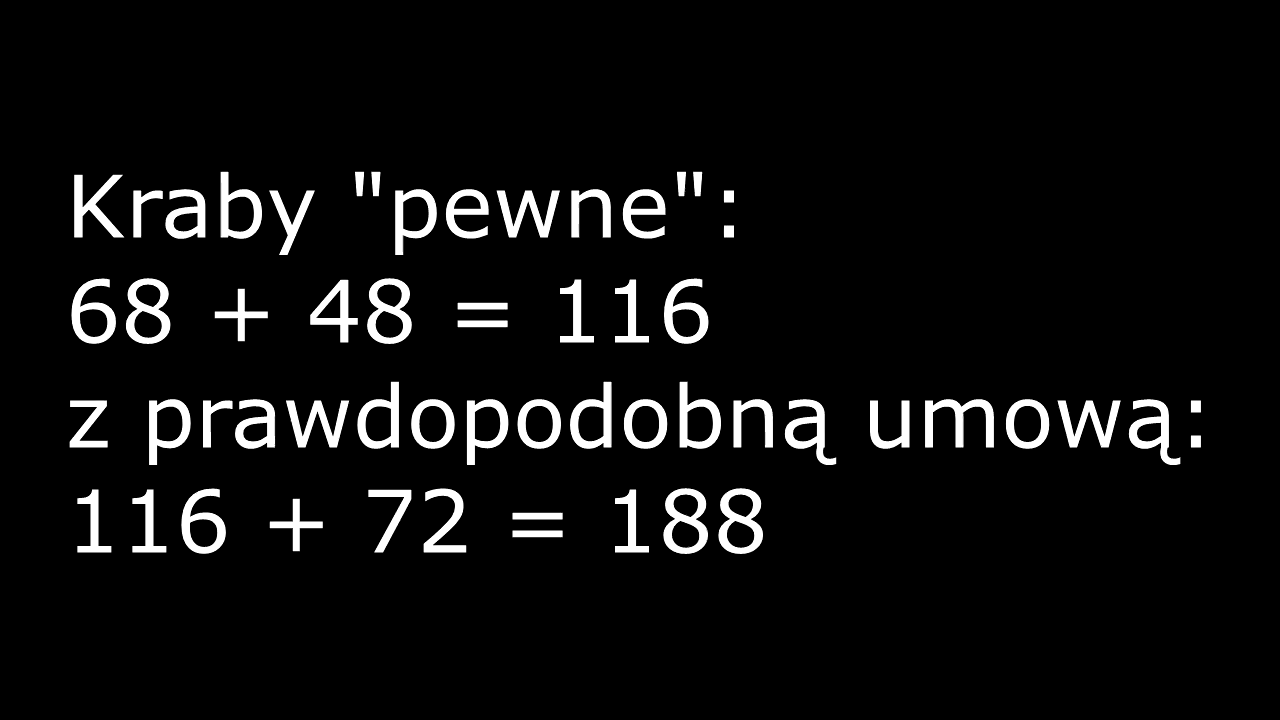 Kraby "pewne":
68 + 48 = 116
z prawdopodobną umową:
116 + 72 = 188